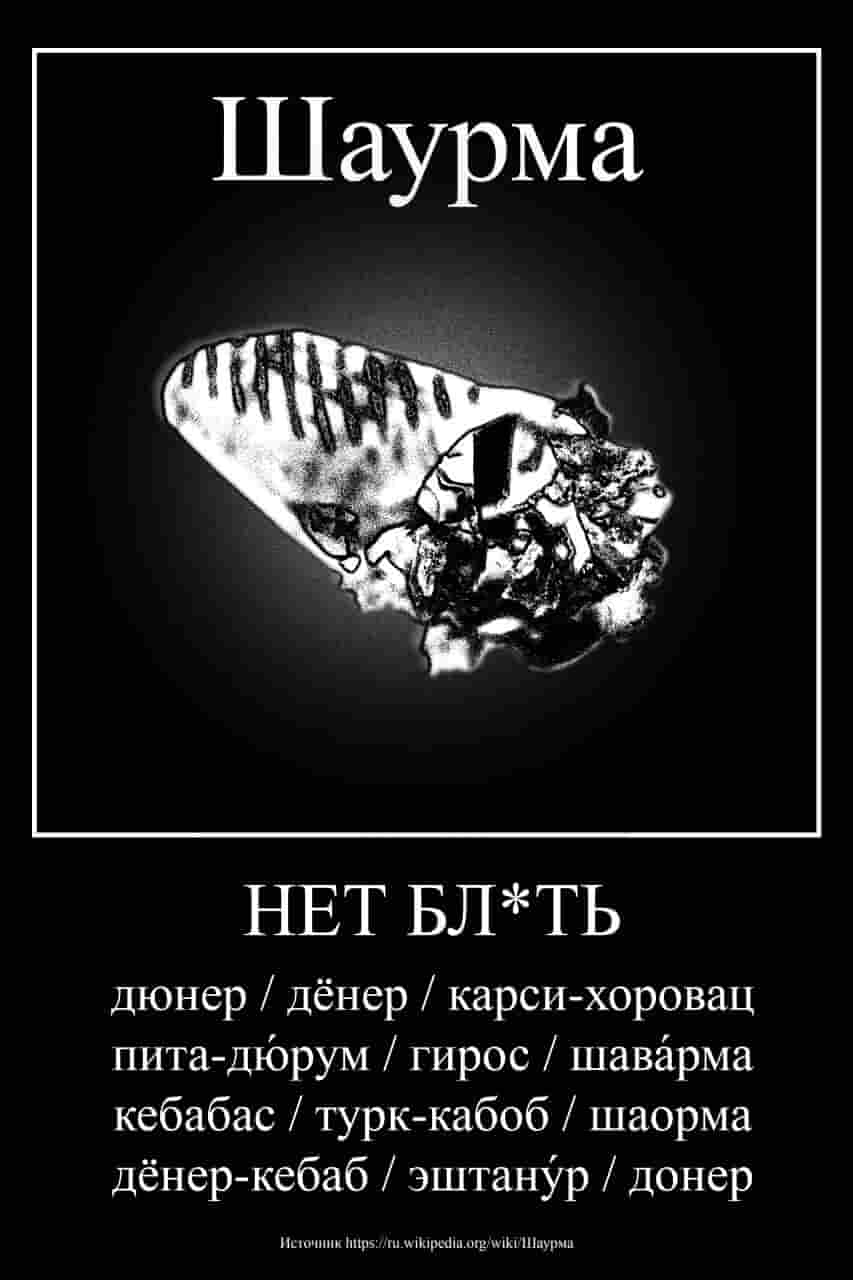 Шаурма
НЕТ БЛ*ТЬ
дюнер / дёнер / карси-хоровац
пита-дю́рум / гирос / шава́рма
кебабас / турк-кабоб / шаорма
дёнер-кебаб / эштану́р / донер
Источник https://ru.wikipedia.org/wiki/Шаурма